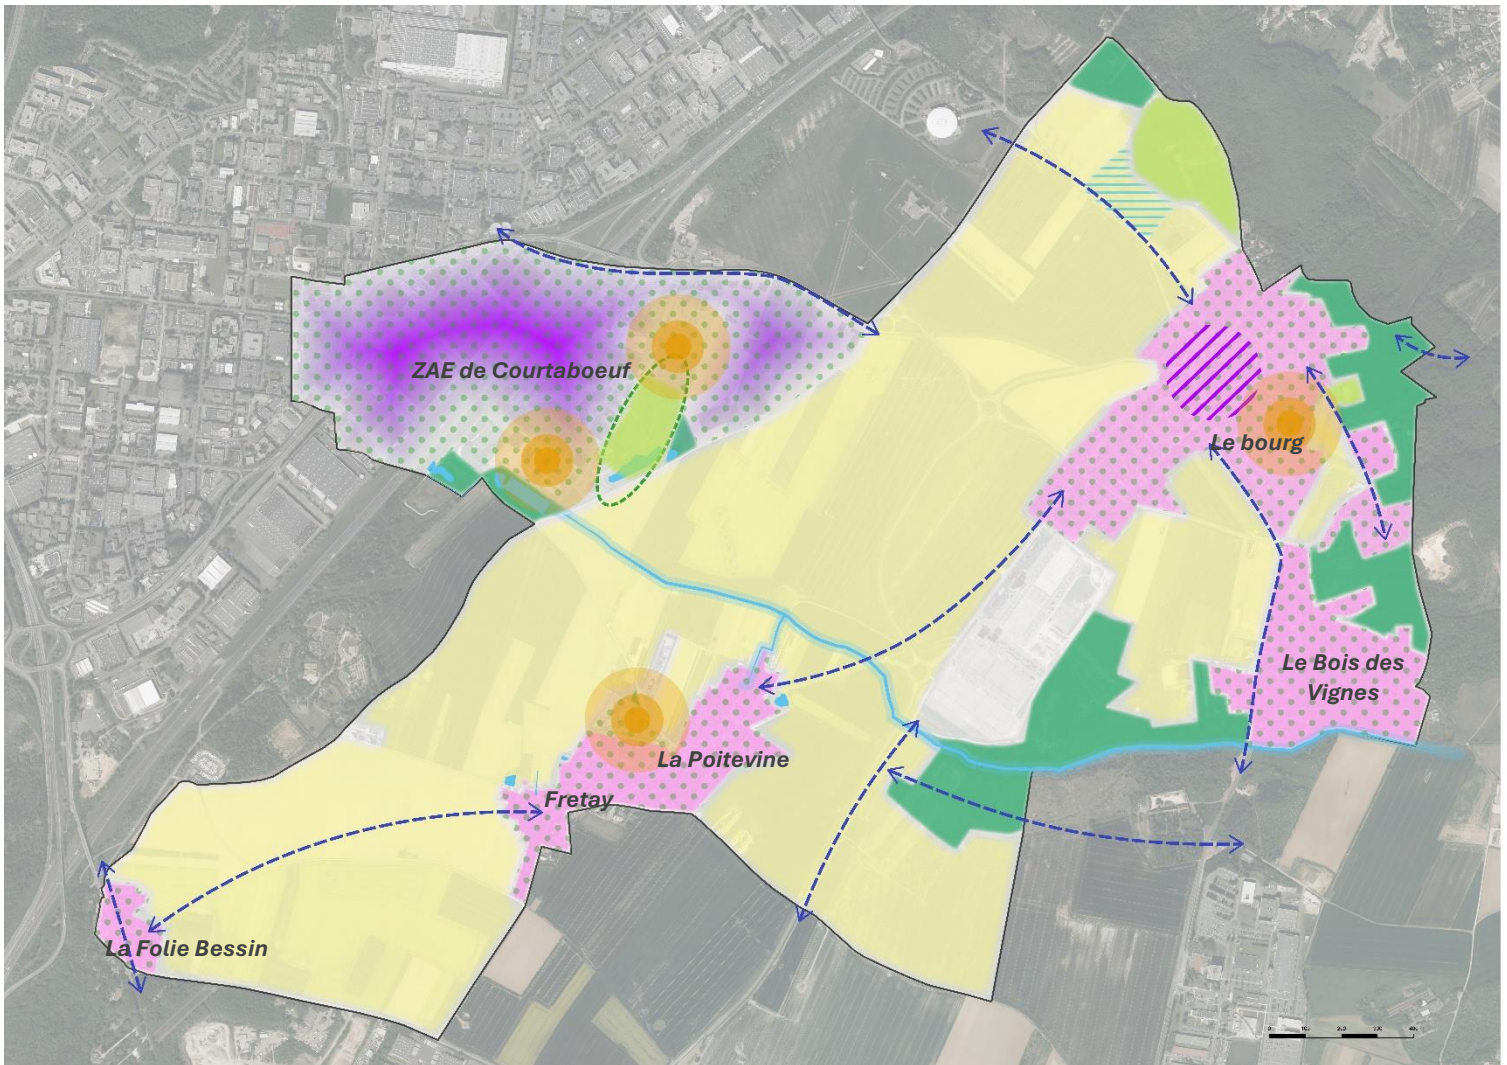 ZAE de Courtaboeuf
Le bourg
Le Bois des
Vignes
La Poitevine
Fretay
La Folie Bessin